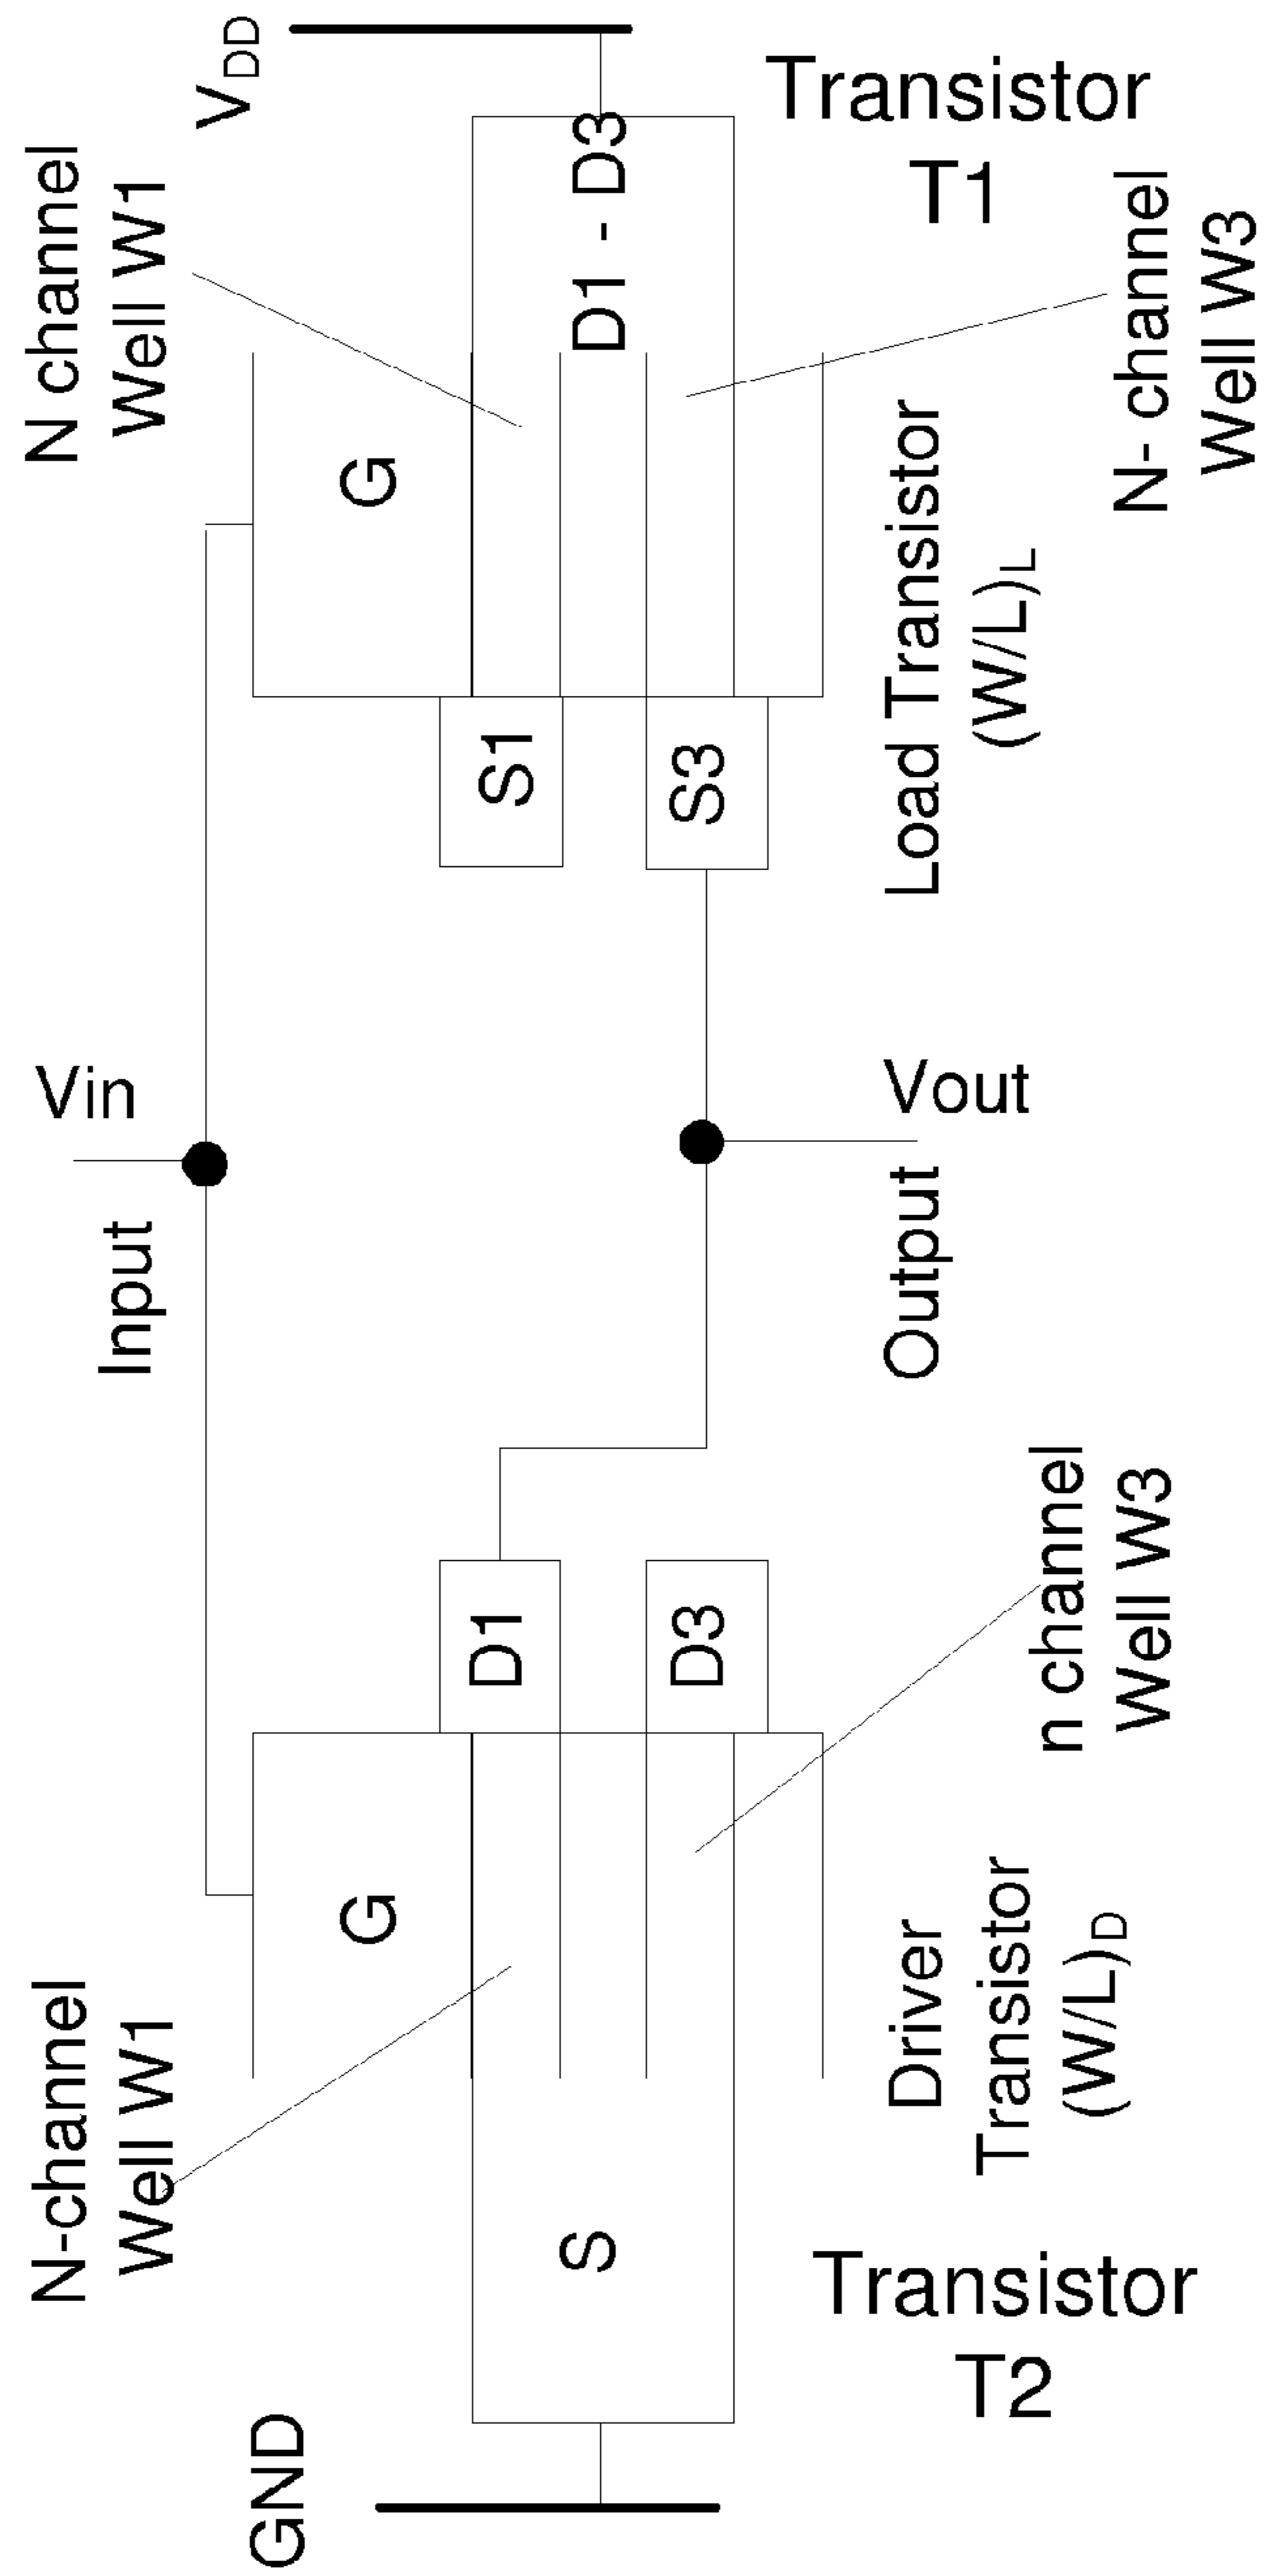 V_DD
N channel
Well W1
D1 - D3
Transistor
T1
N- channel
Well W3
G
Load Transistor
(W/L)_L
S1
S3
Vin
Input
Vout
Output
D1
D3
n channel
Well W3
G
N-channel
Well W1
Driver
Transistor
(W/L)_D
S
Transistor
T2
GND